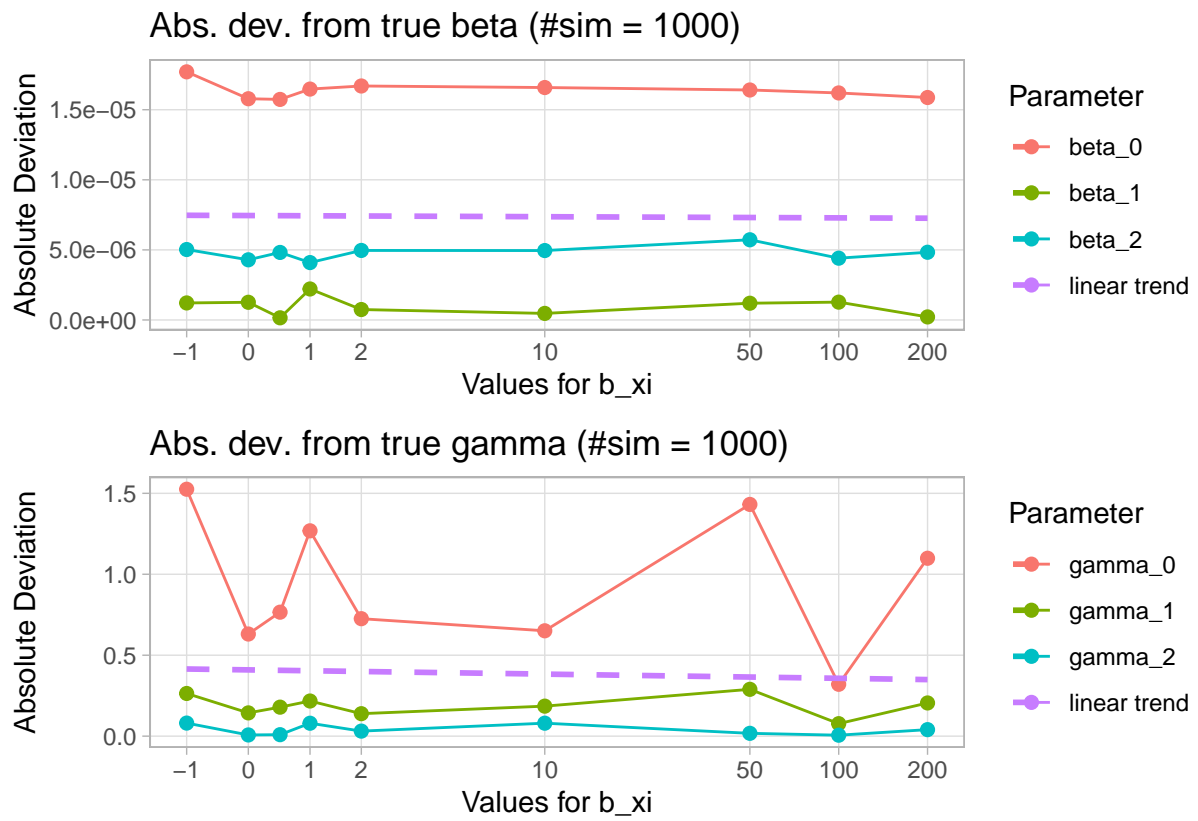 Abs. dev. from true beta (#sim = 1000)
Absolute Deviation
1.5e−05
1.0e−05
5.0e−06
0.0e+00
−1 0 1 2 10 50 100 200
Values for b_xi
Parameter
beta_0
beta_1
beta_2
linear trend
Abs. dev. from true gamma (#sim = 1000)
Absolute Deviation
1.5
1.0
0.5
0.0
−1 0 1 2 10 50 100 200
Values for b_xi
Parameter
gamma_0
gamma_1
gamma_2
linear trend